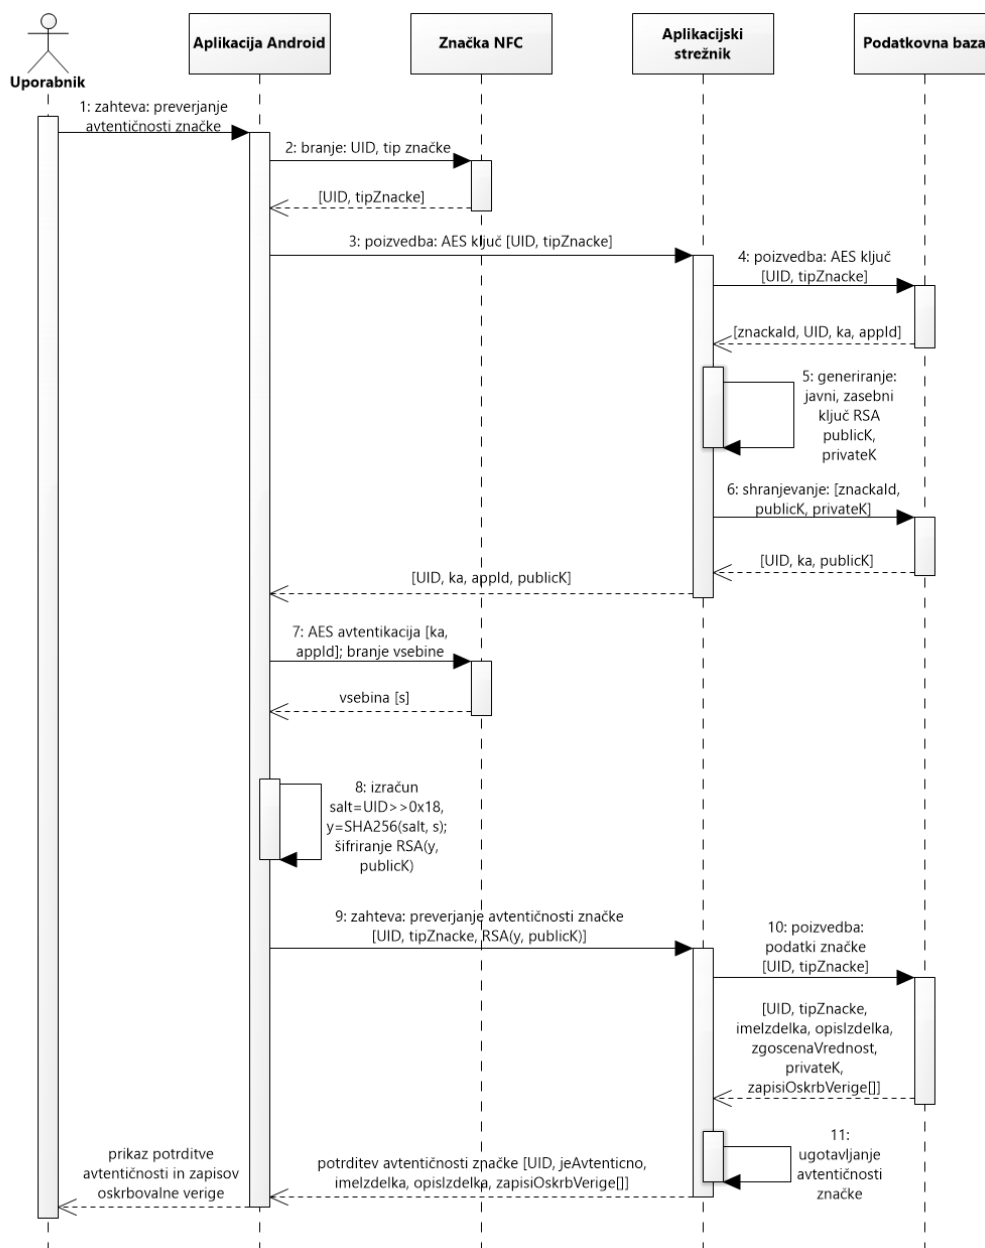 Uporabnik
Aplikacija Android
Značka NFC
Aplikacijski
strežnik
Podatkovna baza
1: zahteva: preverjanje
avtentičnosti značke
2: branje: UID, tip značke
[UID, tipZnacke]
3: poizvedba: AES ključ [UID, tipZnacke]
4: poizvedba: AES ključ
[UID, tipZnacke]
[znackaId, UID, ka, appId]
5: generiranje:
javni, zasebni
ključ RSA
publicK,
privateK
6: shranjevanje: [znackaId,
publicK, privateK]
[UID, ka, publicK]
[UID, ka, appId, publicK]
7: AES avtentikacija [ka,
appId]; branje vsebine
vsebina [s]
8: izračun
salt=UID>>0x18,
y=SHA256(salt, s);
šifriranje RSA(y,
publicK)
9: zahteva: preverjanje avtentičnosti značke
[UID, tipZnacke, RSA(y, publicK)]
10: poizvedba:
podatki značke
[UID, tipZnacke]
[UID, tipZnacke,
imeIzdelka, opisIzdelka,
zgoscenaVrednost,
privateK,
zapisiOskrbVerige[]]
11:
ugotavljanje
avtentičnosti
značke
potrditev avtentičnosti značke [UID, jeAvtenticno,
imeIzdelka, opisIzdelka, zapisiOskrbVerige[]]
prikaz potrditve
avtentičnosti in zapisov
oskrbovalne verige